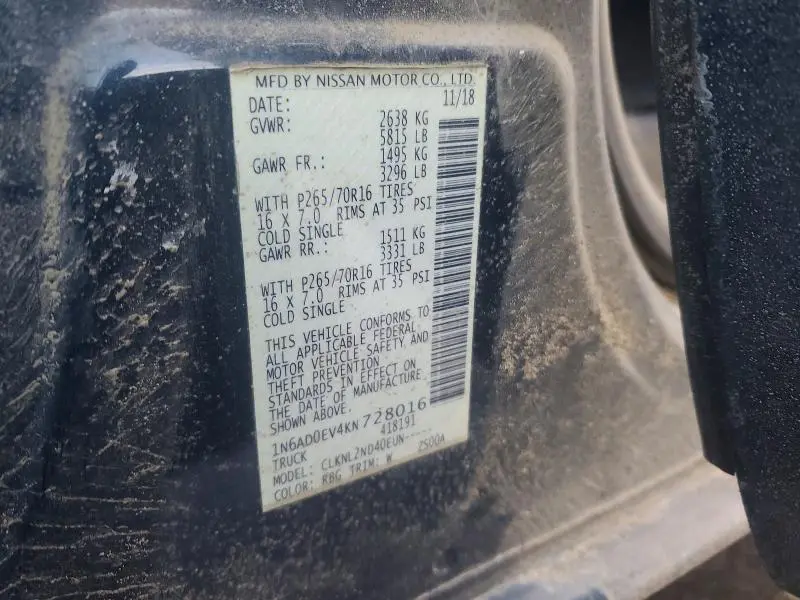 MFD BY NISSAN MOTOR CO., LTD.
DATE: 11/18
GVWR: 2638 KG
5815 LB
GAWR FR.: 1495 KG
3296 LB
WITH P265/70R16 TIRES
16 X 7.0 RIMS AT 35 PSI
COLD SINGLE
GAWR RR.: 1511 KG
3331 LB
WITH P265/70R16 TIRES
16 X 7.0 RIMS AT 35 PSI
COLD SINGLE
THIS VEHICLE CONFORMS TO
ALL APPLICABLE FEDERAL
MOTOR VEHICLE SAFETY AND
THEFT PREVENTION
STANDARDS IN EFFECT ON
THE DATE OF MANUFACTURE
SHOWN ABOVE.
1N6AD0EV4KN728016
TRUCK 418191
MODEL: CLKNL2ND40EUN-----
COLOR: RBG TRIM: W 2S00A